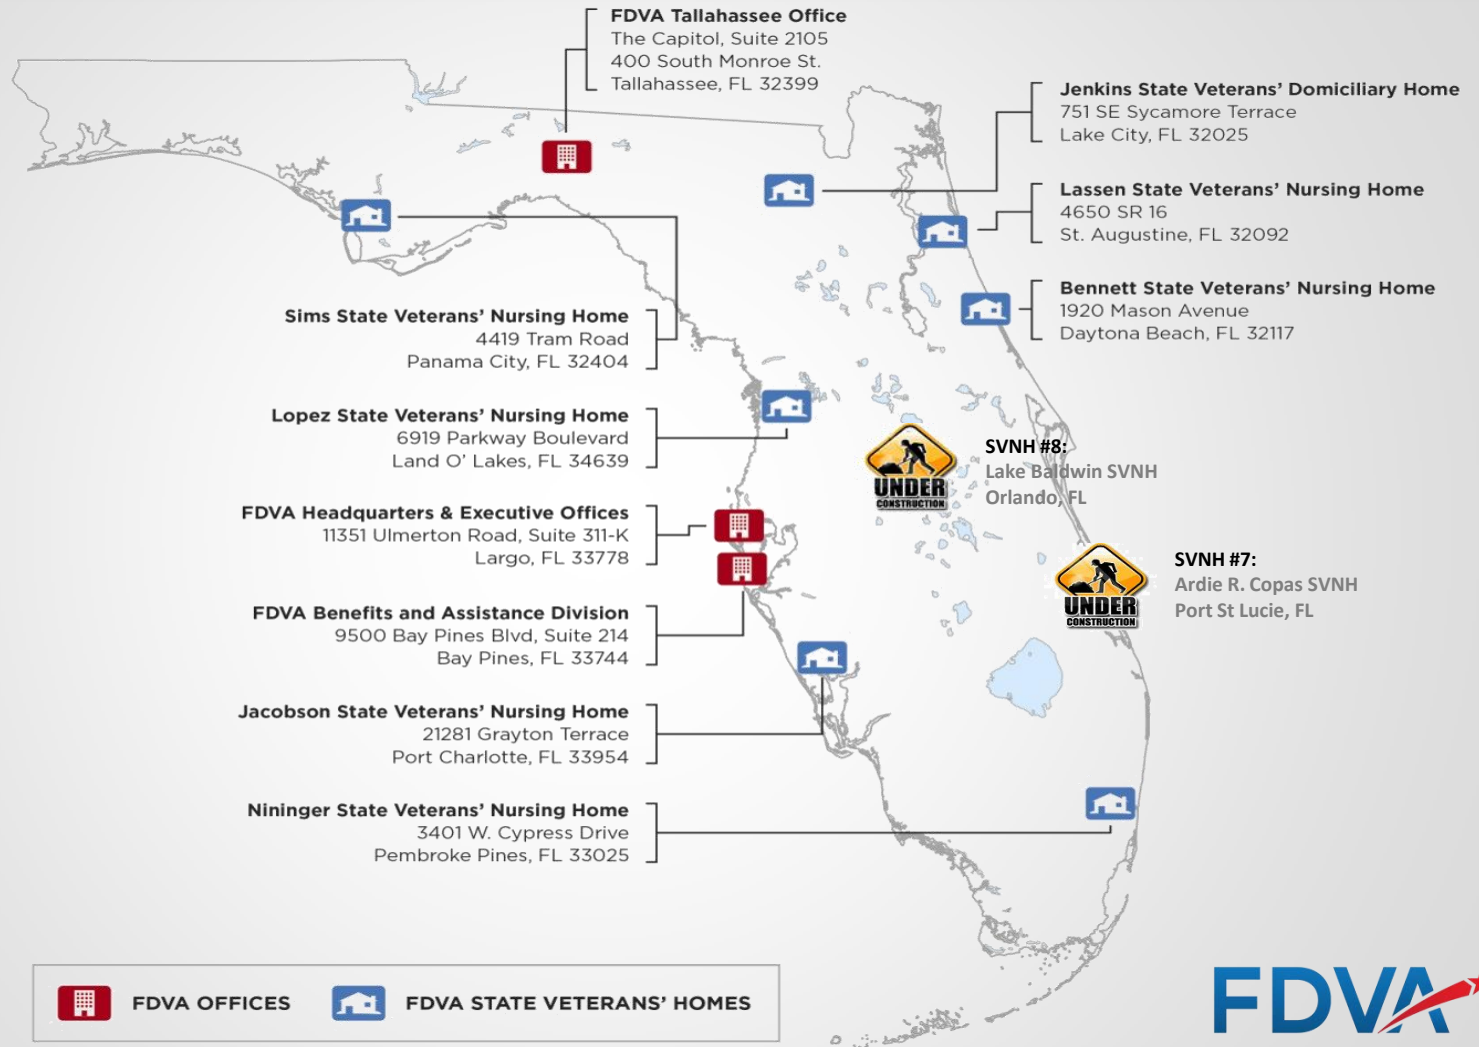 FDVA Tallahassee Office
The Capitol, Suite 2105
400 South Monroe St.
Tallahassee, FL 32399
Jenkins State Veterans' Domiciliary Home
751 SE Sycamore Terrace
Lake City, FL 32025
Lassen State Veterans' Nursing Home
4650 SR 16
St. Augustine, FL 32092
Bennett State Veterans' Nursing Home
1920 Mason Avenue
Daytona Beach, FL 32117
Sims State Veterans' Nursing Home
4419 Tram Road
Panama City, FL 32404
Lopez State Veterans' Nursing Home
6919 Parkway Boulevard
Land O' Lakes, FL 34639
UNDER
CONSTRUCTION
SVNH #8:
Lake Baldwin SVNH
Orlando, FL
FDVA Headquarters & Executive Offices
11351 Ulmerton Road, Suite 311-K
Largo, FL 33778
UNDER
CONSTRUCTION
SVNH #7:
Ardie R. Copas SVNH
Port St Lucie, FL
FDVA Benefits and Assistance Division
9500 Bay Pines Blvd, Suite 214
Bay Pines, FL 33744
Jacobson State Veterans' Nursing Home
21281 Grayton Terrace
Port Charlotte, FL 33954
Nininger State Veterans' Nursing Home
3401 W. Cypress Drive
Pembroke Pines, FL 33025
FDVA OFFICES
FDVA STATE VETERANS' HOMES
FDVA